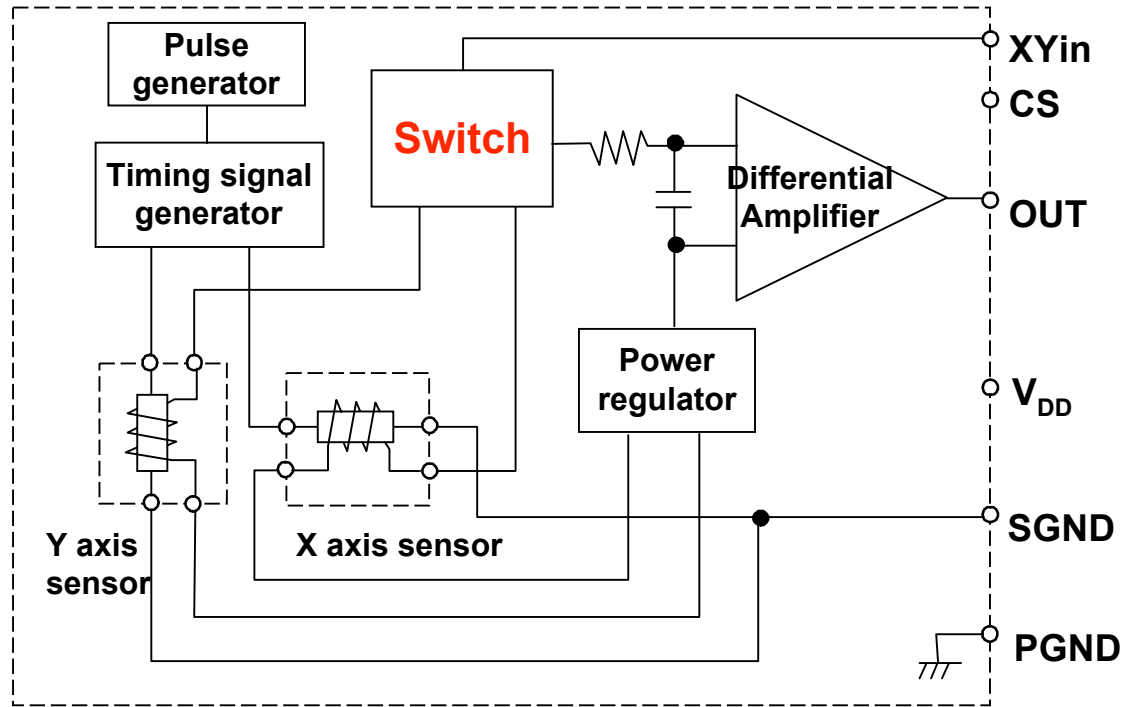 Pulse
generator
XYin
CS
Switch
Timing signal
generator
Differential
Amplifier
OUT
Power
regulator
VDD
SGND
Y axis
sensor
X axis sensor
PGND